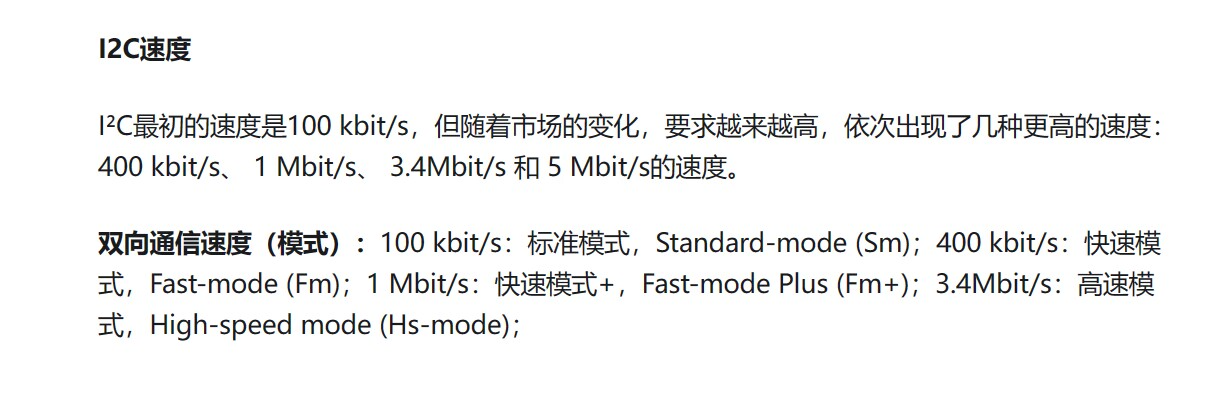 I2C速度
I²C最初的速度是100 kbit/s，但随着市场的变化，要求越来越高，依次出现了几种更高的速度：
400 kbit/s、 1 Mbit/s、 3.4Mbit/s 和 5 Mbit/s的速度。
双向通信速度（模式）：100 kbit/s：标准模式，Standard-mode (Sm)；400 kbit/s：快速模
式，Fast-mode (Fm)；1 Mbit/s：快速模式+，Fast-mode Plus (Fm+)；3.4Mbit/s：高速模
式，High-speed mode (Hs-mode)；